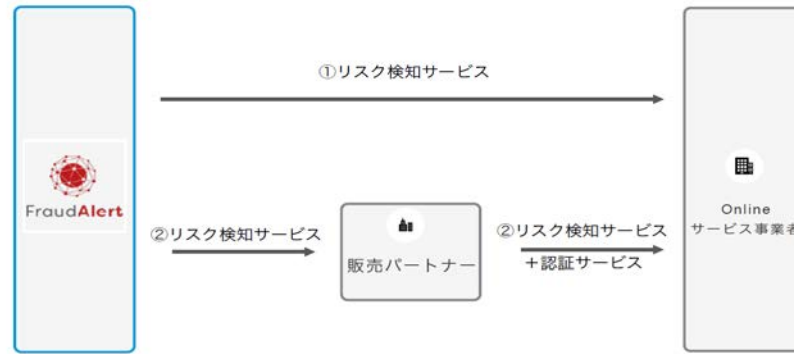 ①リスク検知サービス
FraudAlert
②リスク検知サービス
販売パートナー
②リスク検知サービス
＋認証サービス
Online
サービス事業者